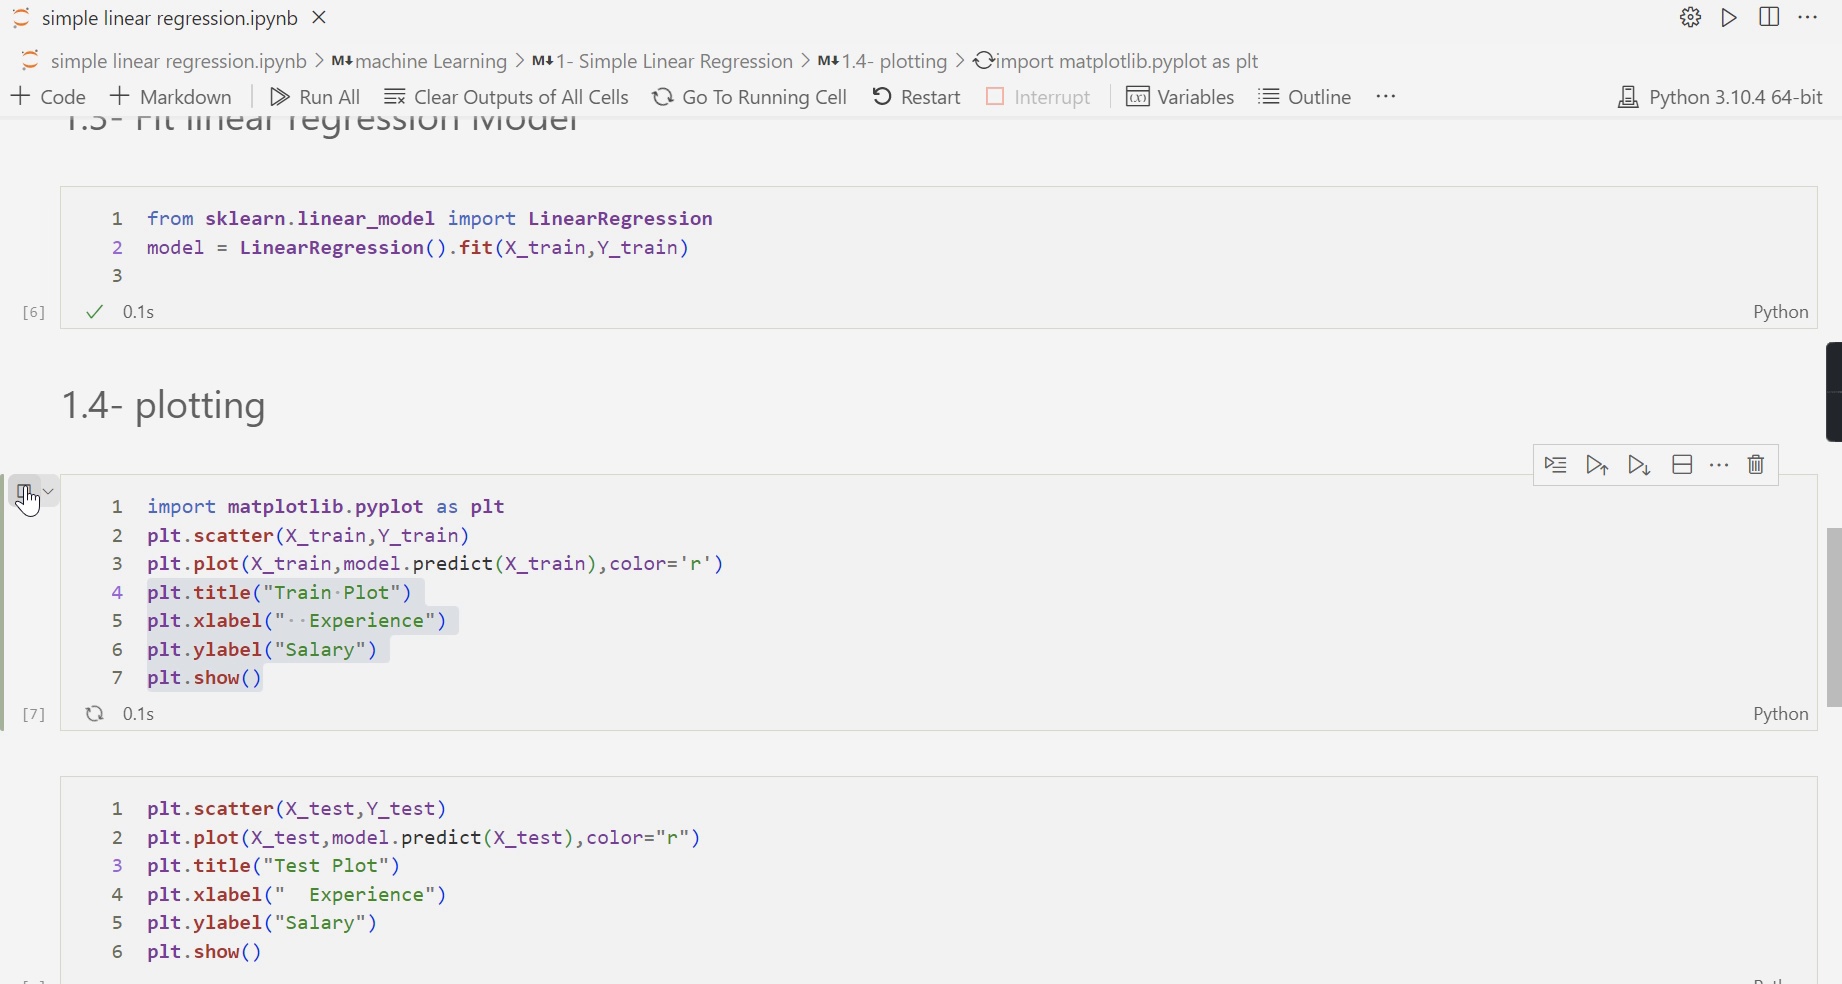 simple linear regression.ipynb
simple linear regression.ipynb > M↓ machine Learning > M↓ 1- Simple Linear Regression > M↓ 1.4- plotting > import matplotlib.pyplot as plt
+ Code + Markdown Run All Clear Outputs of All Cells Go To Running Cell Restart Interrupt Variables Outline ... Python 3.10.4 64-bit
1.3- Fit linear regression Model
1 from sklearn.linear_model import LinearRegression
2 model = LinearRegression().fit(X_train,Y_train)
3
[6] 0.1s Python
1.4- plotting
1 import matplotlib.pyplot as plt
2 plt.scatter(X_train,Y_train)
3 plt.plot(X_train,model.predict(X_train),color='r')
4 plt.title("Train·Plot")
5 plt.xlabel("··Experience")
6 plt.ylabel("Salary")
7 plt.show()
[7] 0.1s Python
1 plt.scatter(X_test,Y_test)
2 plt.plot(X_test,model.predict(X_test),color="r")
3 plt.title("Test Plot")
4 plt.xlabel("  Experience")
5 plt.ylabel("Salary")
6 plt.show()